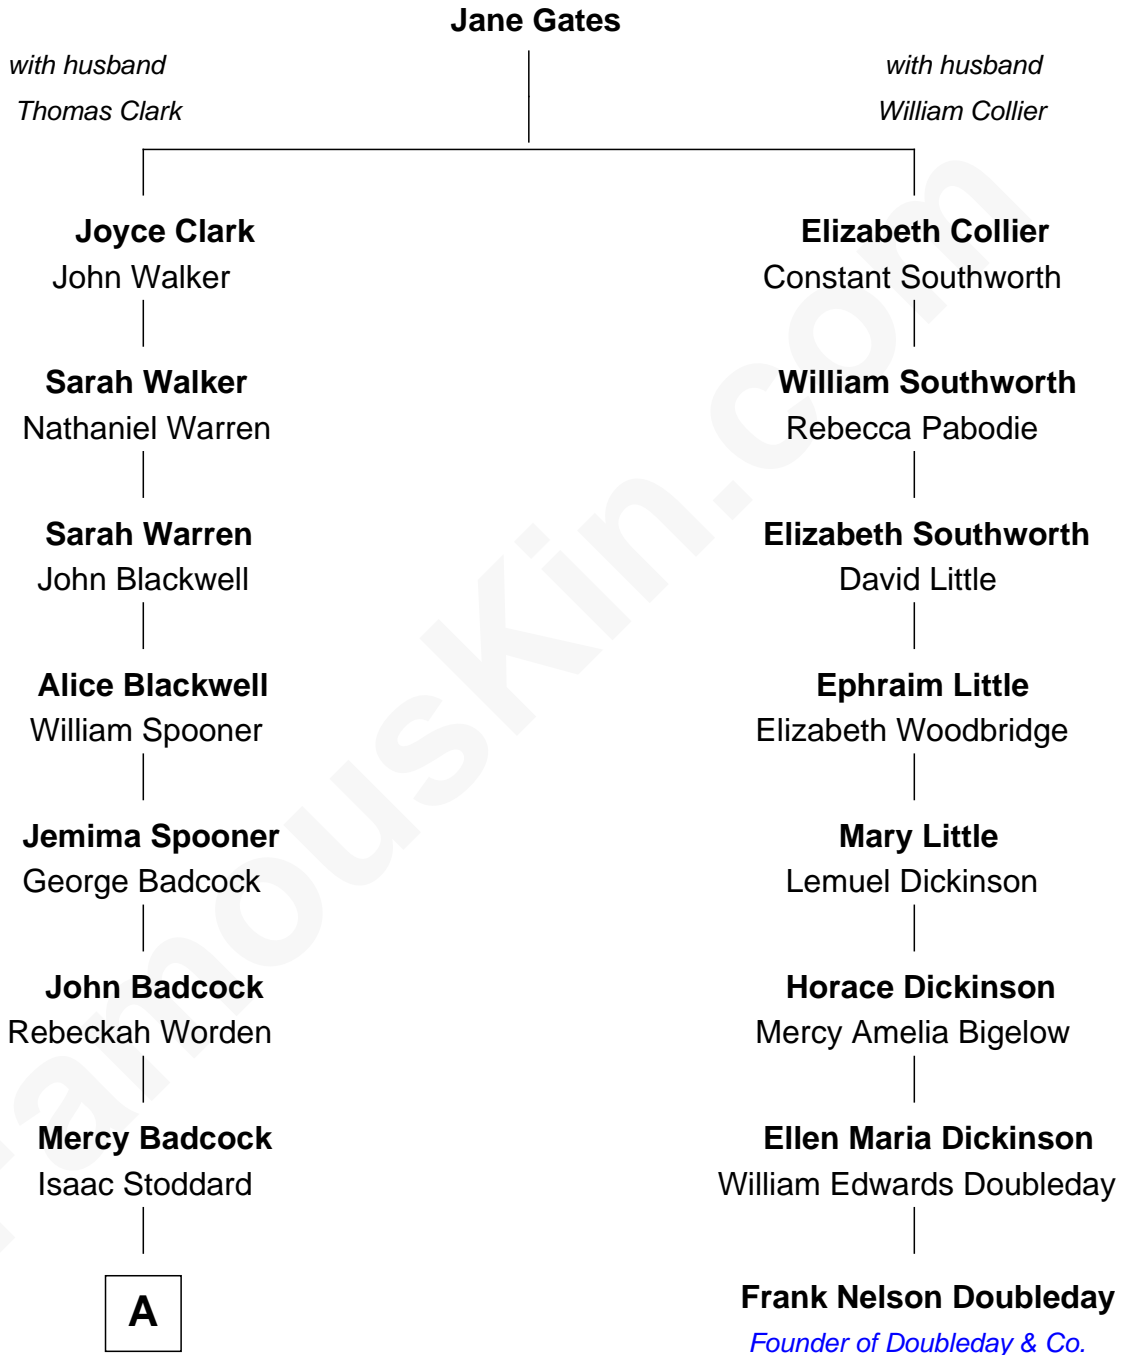 Jane Gates
with husband
Thomas Clark
with husband
William Collier
Joyce Clark
John Walker
Sarah Walker
Nathaniel Warren
Sarah Warren
John Blackwell
Alice Blackwell
William Spooner
Jemima Spooner
George Badcock
John Badcock
Rebeckah Worden
Mercy Badcock
Isaac Stoddard
A
Elizabeth Collier
Constant Southworth
William Southworth
Rebecca Pabodie
Elizabeth Southworth
David Little
Ephraim Little
Elizabeth Woodbridge
Mary Little
Lemuel Dickinson
Horace Dickinson
Mercy Amelia Bigelow
Ellen Maria Dickinson
William Edwards Doubleday
Frank Nelson Doubleday
Founder of Doubleday & Co.
FamousKin.com